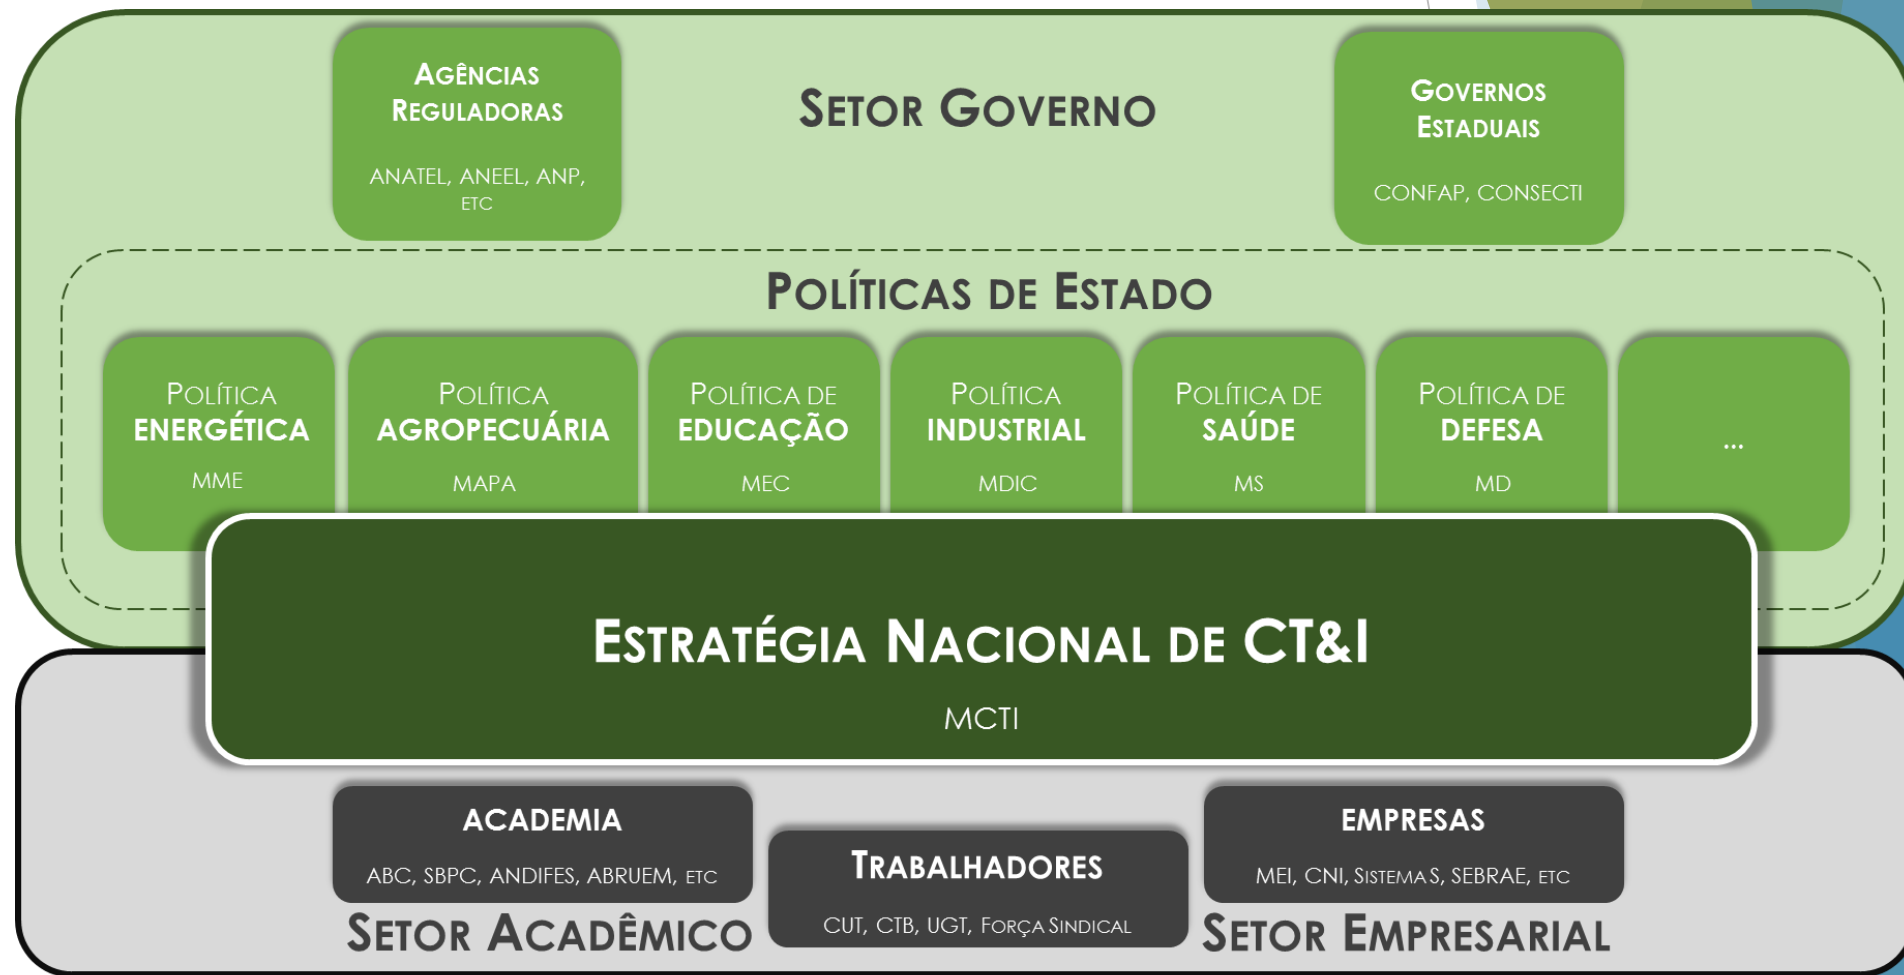 AGÊNCIAS
REGULADORAS
ANATEL, ANEEL, ANP,
ETC
SETOR GOVERNO
GOVERNOS
ESTADUAIS
CONFAP, CONSECTI
POLÍTICAS DE ESTADO
POLÍTICA
ENERGÉTICA
MME
POLÍTICA
AGROPECUÁRIA
MAPA
POLÍTICA DE
EDUCAÇÃO
MEC
POLÍTICA
INDUSTRIAL
MDIC
POLÍTICA DE
SAÚDE
MS
POLÍTICA DE
DEFESA
MD
...
ESTRATÉGIA NACIONAL DE CT&I
MCTI
ACADEMIA
ABC, SBPC, ANDIFES, ABRUEM, ETC
SETOR ACADÊMICO
TRABALHADORES
CUT, CTB, UGT, FORÇA SINDICAL
EMPRESAS
MEI, CNI, SISTEMA S, SEBRAE, ETC
SETOR EMPRESARIAL